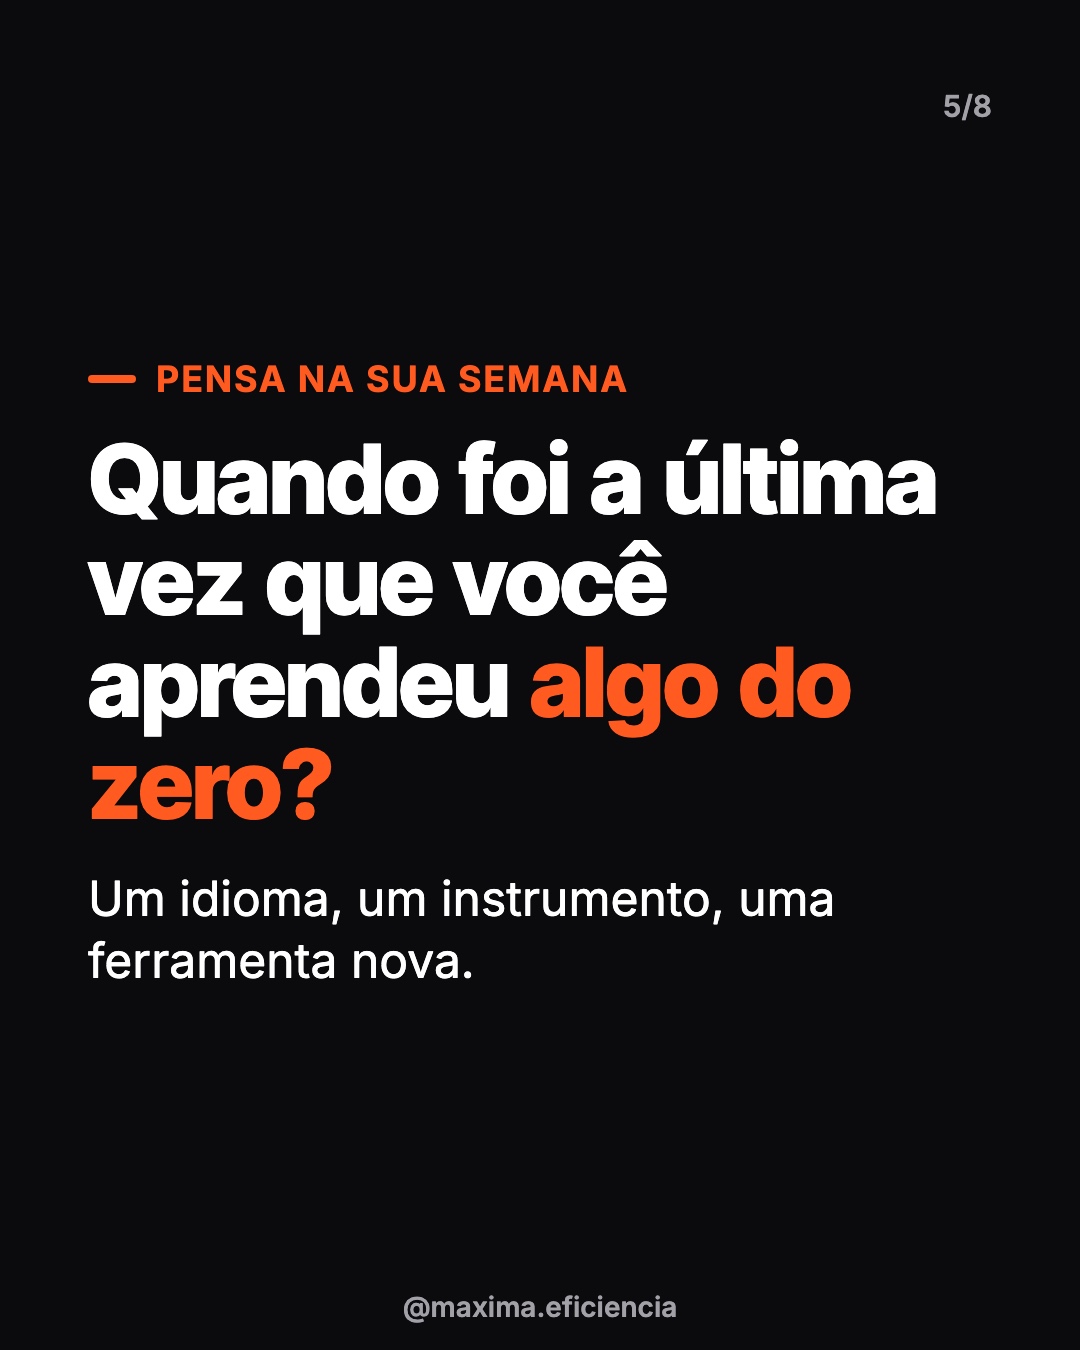 5/8
PENSA NA SUA SEMANA
Quando foi a última
vez que você
aprendeu algo do
zero?
Um idioma, um instrumento, uma
ferramenta nova.
@maxima.eficiencia